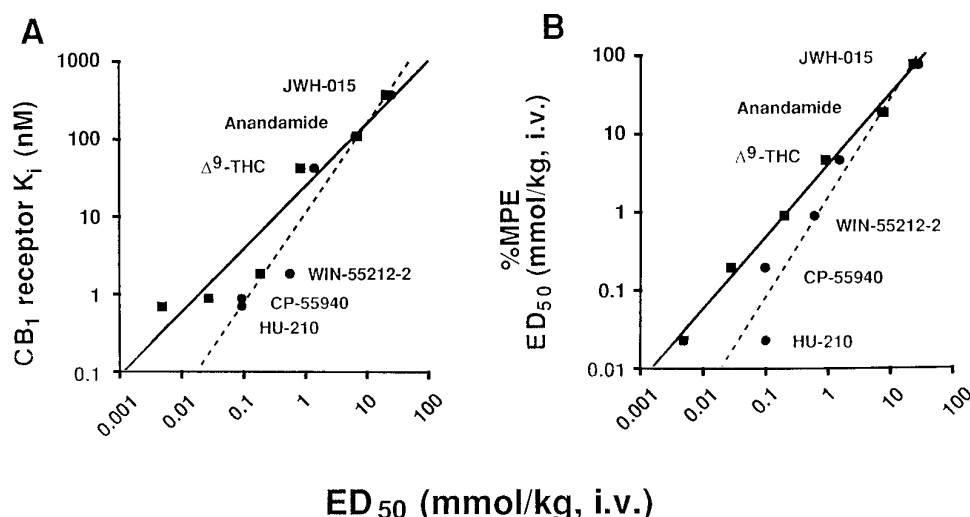 A
CB1 receptor Ki (nM)
1000
100
10
1
0.1
JWH-015
Anandamide
Δ9-THC
WIN-55212-2
CP-55940
HU-210
0.001
0.01
0.1
1
10
100
B
%MPE
ED50 (mmol/kg, i.v.)
100
10
1
0.1
0.01
JWH-015
Anandamide
Δ9-THC
WIN-55212-2
CP-55940
HU-210
0.001
0.01
0.1
1
10
100
ED50 (mmol/kg, i.v.)